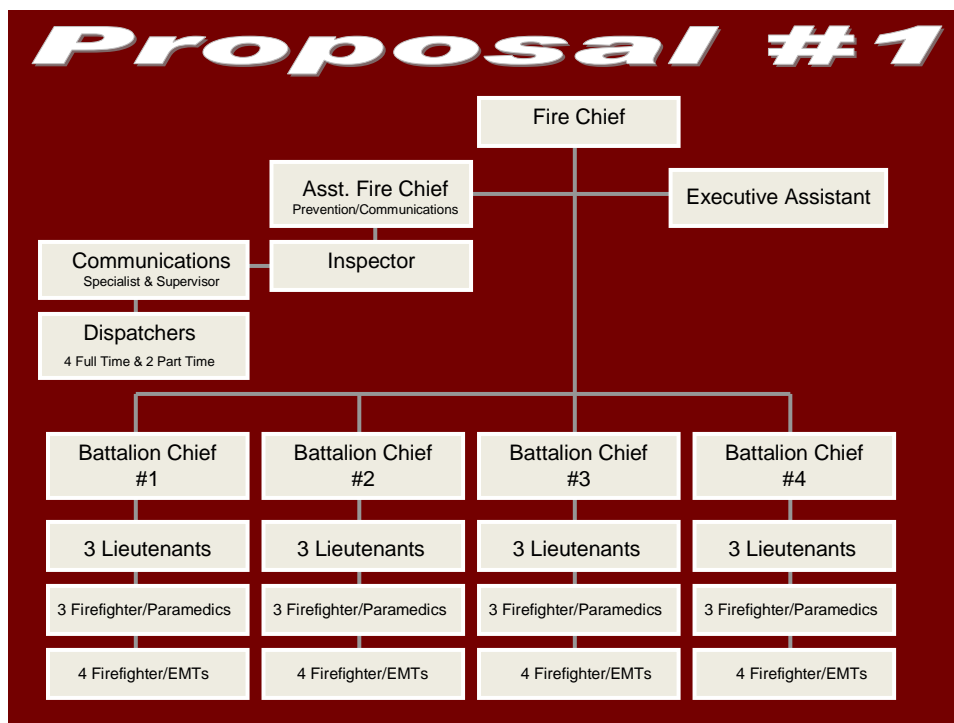 Proposal #1
Fire Chief
Asst. Fire Chief
Prevention/Communications
Executive Assistant
Communications
Specialist & Supervisor
Inspector
Dispatchers
4 Full Time & 2 Part Time
Battalion Chief
#1
Battalion Chief
#2
Battalion Chief
#3
Battalion Chief
#4
3 Lieutenants
3 Lieutenants
3 Lieutenants
3 Lieutenants
3 Firefighter/Paramedics
3 Firefighter/Paramedics
3 Firefighter/Paramedics
3 Firefighter/Paramedics
4 Firefighter/EMTs
4 Firefighter/EMTs
4 Firefighter/EMTs
4 Firefighter/EMTs